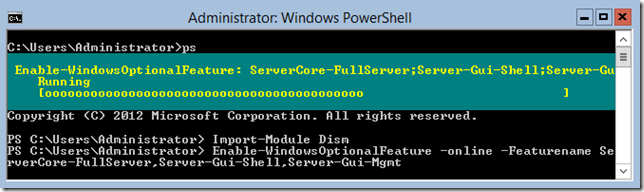 Administrator: Windows PowerShell
C:\Users\Administrator>ps
Enable-WindowsOptionalFeature: ServerCore-FullServer;Server-Gui-Shell;Server-Gu
Running
[oooooooooooooooooooooooooooooooooooooooooooo ]
Copyright (C) 2012 Microsoft Corporation. All rights reserved.
PS C:\Users\Administrator> Import-Module Dism
PS C:\Users\Administrator> Enable-WindowsOptionalFeature -online -Featurename Se
rverCore-FullServer,Server-Gui-Shell,Server-Gui-Mgmt